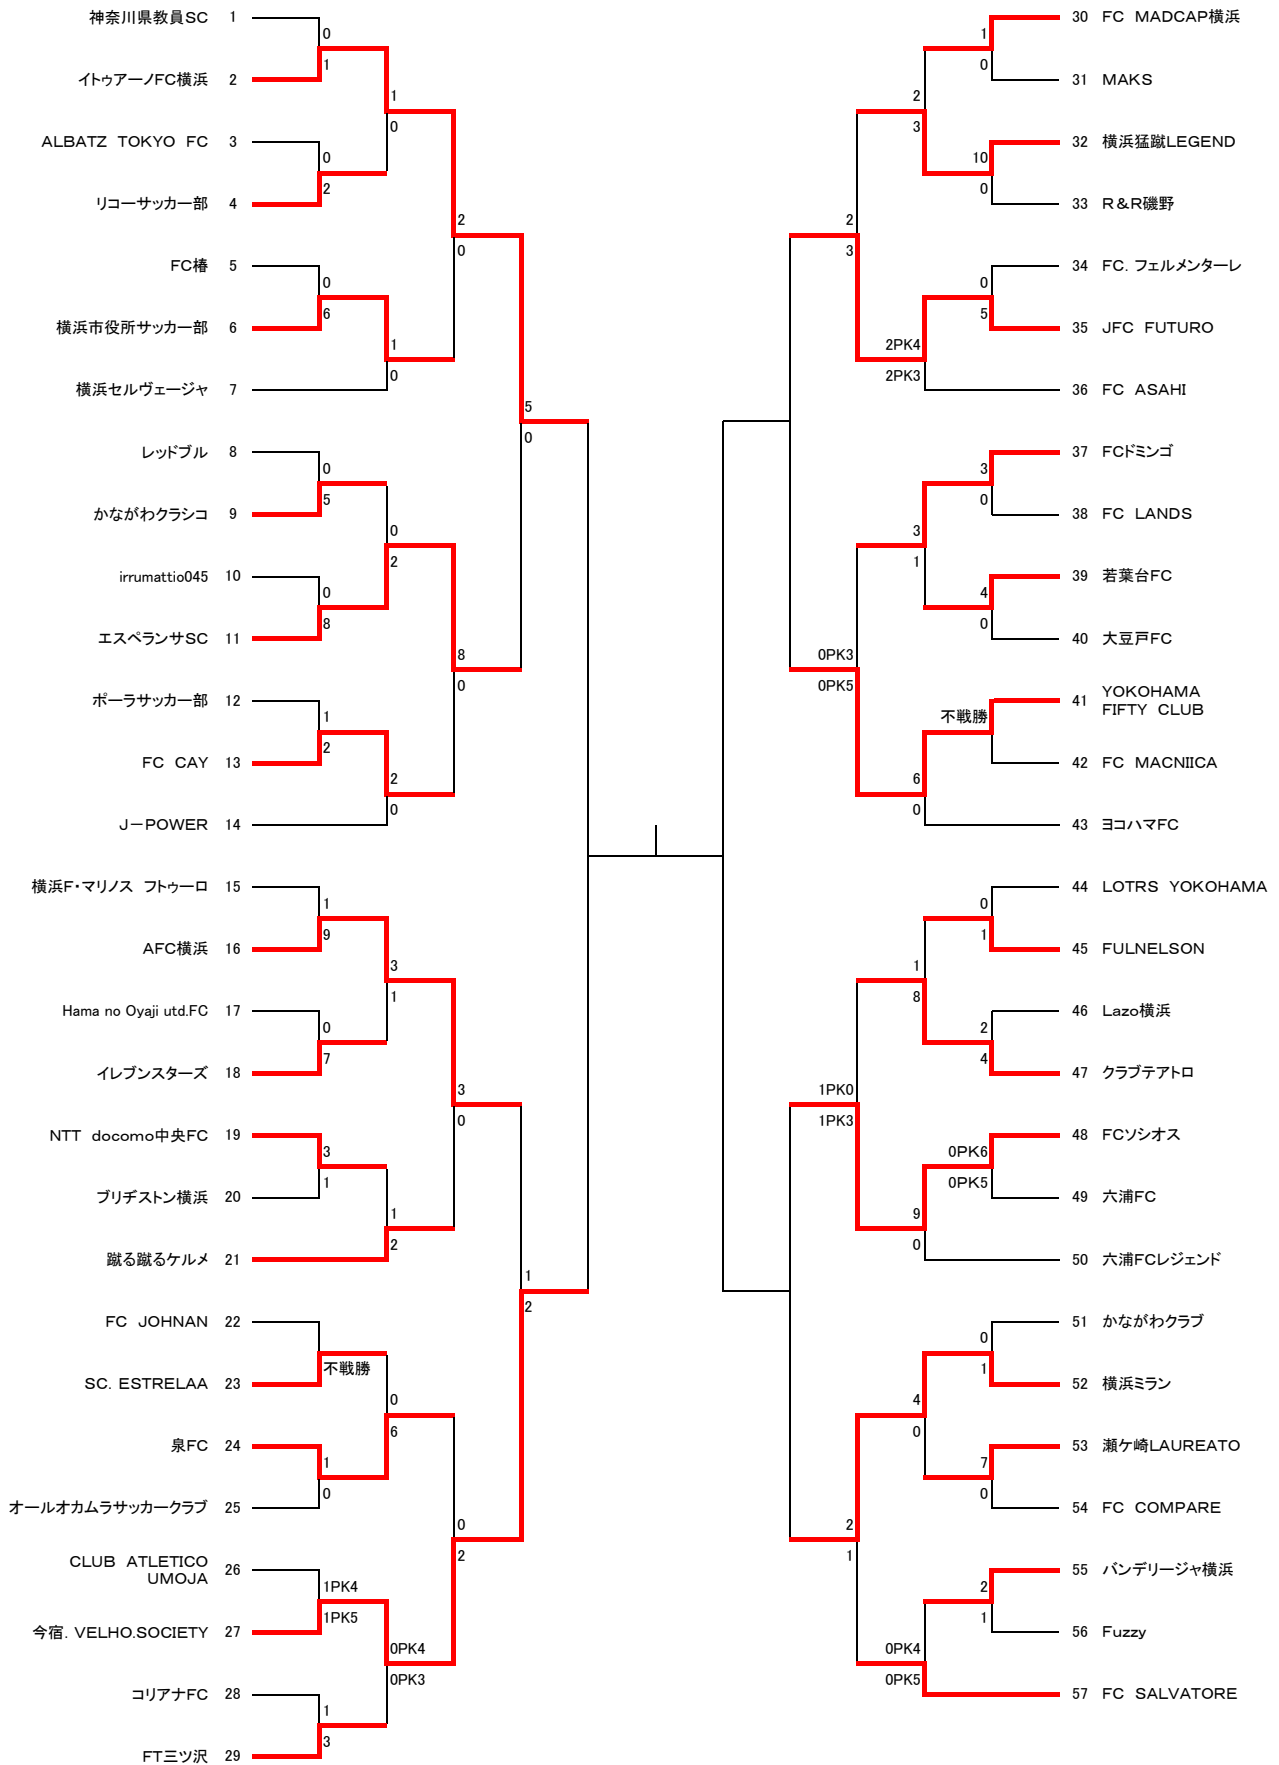 神奈川県教員SC 1
0
1
イトゥアーノFC横浜 2
1
0
ALBATZ TOKYO FC 3
0
2
リコーサッカー部 4
2
0
FC椿 5
0
6
横浜市役所サッカー部 6
1
0
横浜セルヴェージャ 7
5
0
レッドブル 8
0
5
かながわクラシコ 9
0
2
irrumattio045 10
0
8
エスペランサSC 11
8
0
ポーラサッカー部 12
1
2
FC CAY 13
2
0
J－POWER 14
横浜F・マリノス フトゥーロ 15
1
9
AFC横浜 16
3
1
Hama no Oyaji utd.FC 17
0
7
イレブンスターズ 18
3
0
NTT docomo中央FC 19
3
1
ブリヂストン横浜 20
1
2
蹴る蹴るケルメ 21
1
2
FC JOHNAN 22
不戦勝
SC. ESTRELAA 23
0
6
泉FC 24
1
0
オールオカムラサッカークラブ 25
0
2
CLUB ATLETICO
UMOJA 26
1PK4
1PK5
今宿. VELHO.SOCIETY 27
0PK4
0PK3
コリアナFC 28
1
3
FT三ツ沢 29
30 FC MADCAP横浜
1
0
31 MAKS
2
3
32 横浜猛蹴LEGEND
10
0
33 R＆R磯野
2
3
34 FC. フェルメンターレ
0
5
35 JFC FUTURO
2PK4
2PK3
36 FC ASAHI
37 FCドミンゴ
3
0
38 FC LANDS
3
1
39 若葉台FC
4
0
40 大豆戸FC
0PK3
0PK5
41 YOKOHAMA
FIFTY CLUB
不戦勝
42 FC MACNIICA
6
0
43 ヨコハマFC
44 LOTRS YOKOHAMA
0
1
45 FULNELSON
1
8
46 Lazo横浜
2
4
47 クラブテアトロ
1PK0
1PK3
48 FCソシオス
0PK6
0PK5
49 六浦FC
9
0
50 六浦FCレジェンド
51 かながわクラブ
0
1
52 横浜ミラン
4
0
53 瀬ケ崎LAUREATO
7
0
54 FC COMPARE
2
1
55 バンデリージャ横浜
2
1
56 Fuzzy
0PK4
0PK5
57 FC SALVATORE